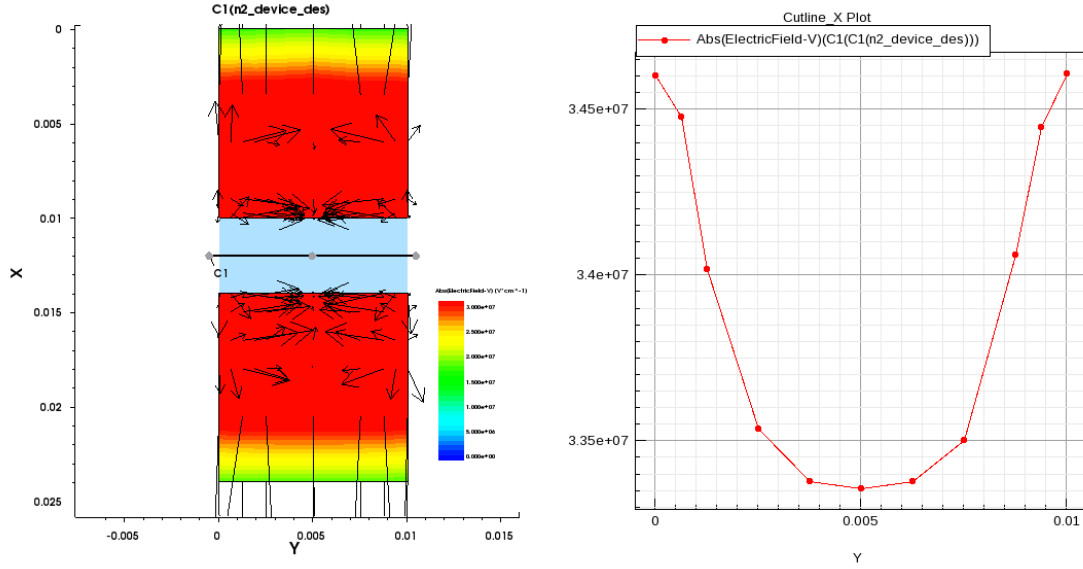 C1(n2_device_des)
0
0.005
0.01
0.015
0.02
0.025
X
-0.005
0
0.005
0.01
0.015
Y
C1
Abs(ElectricField-V) (V*cm^-1)
3.000e+07
2.500e+07
2.000e+07
1.500e+07
1.000e+07
5.000e+06
0.000e+00
Cutline_X Plot
Abs(ElectricField-V)(C1(C1(n2_device_des)))
3.45e+07
3.4e+07
3.35e+07
0
0.005
0.01
Y